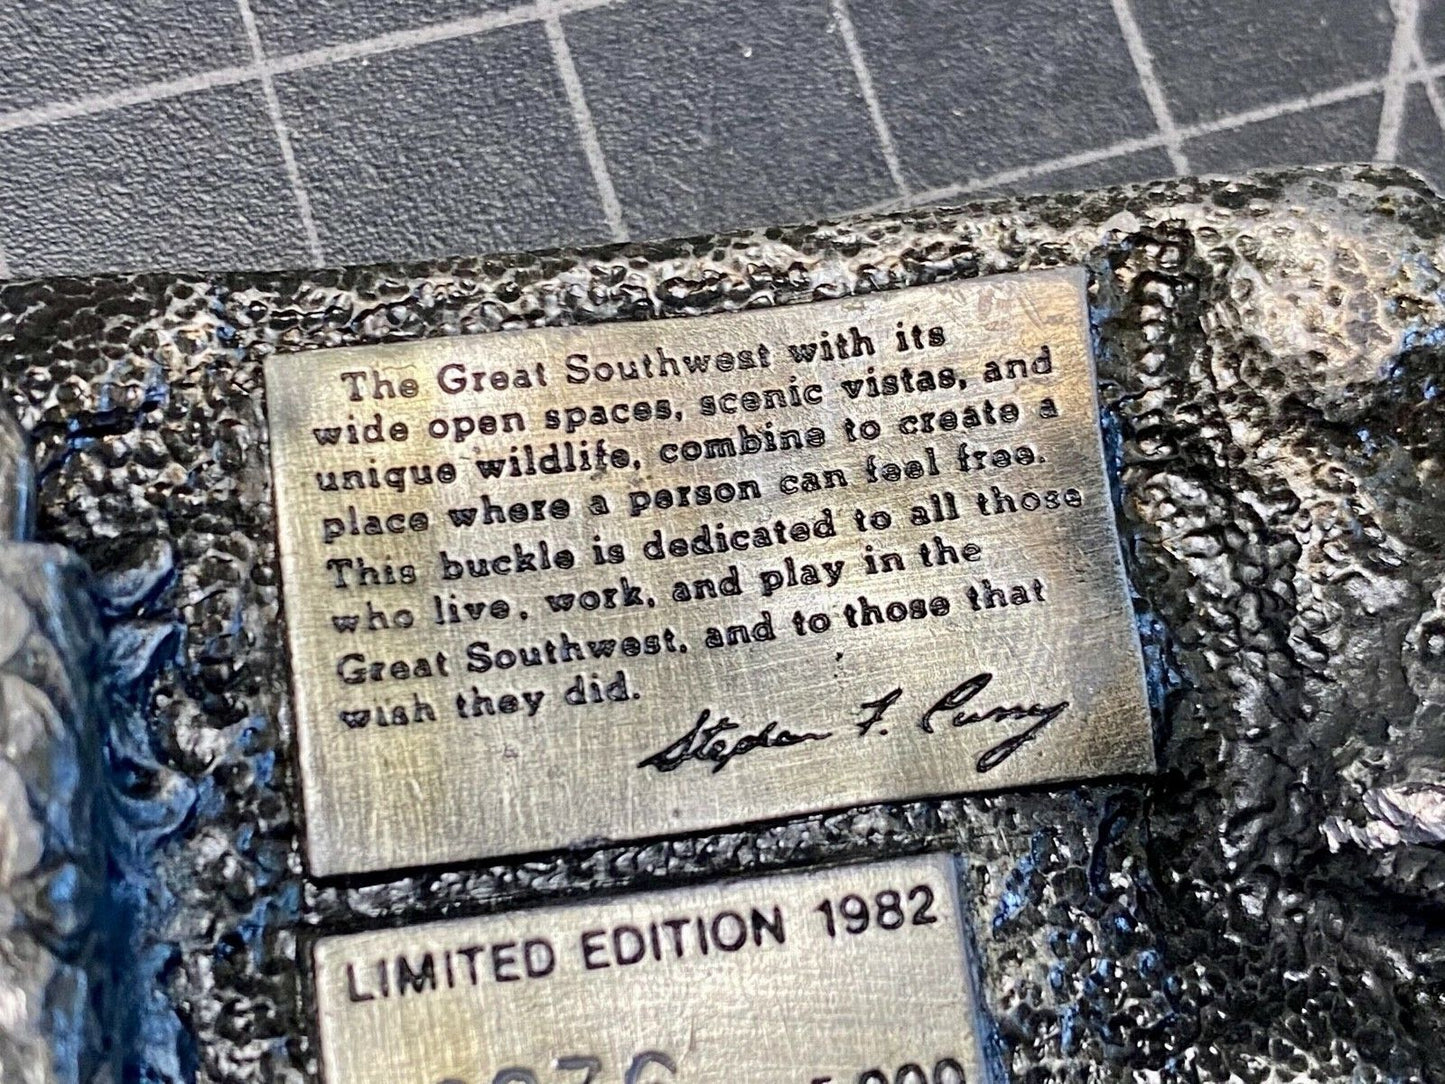 The Great Southwest with its
wide open spaces, scenic vistas, and
unique wildlife, combine to create a
place where a person can feel free.
This buckle is dedicated to all those
who live, work, and play in the
Great Southwest, and to those that
wish they did.
Stephen F.
LIMITED EDITION 1982